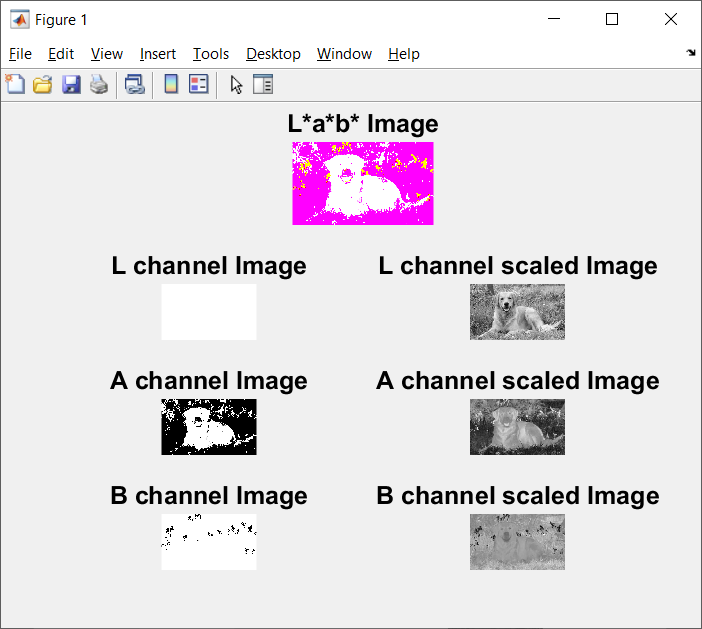 Figure 1
File Edit View Insert Tools Desktop Window Help
L*a*b* Image
L channel Image L channel scaled Image
A channel Image A channel scaled Image
B channel Image B channel scaled Image